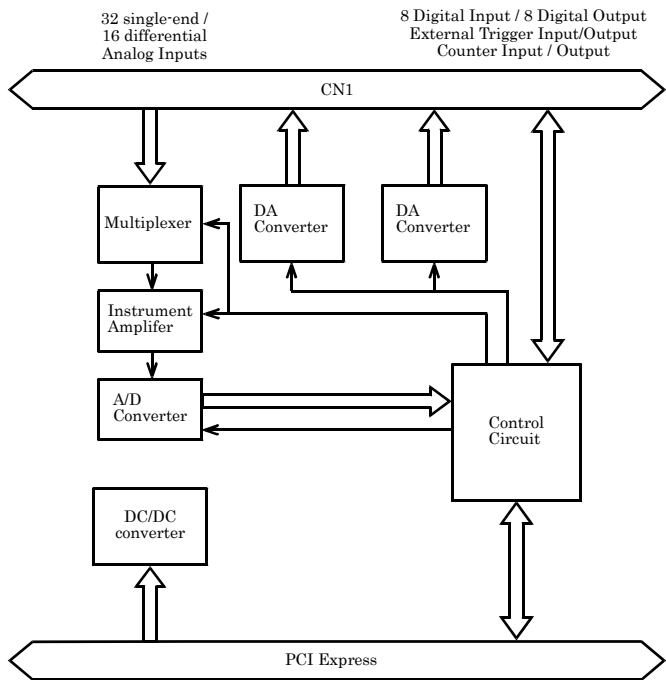 32 single-end /
16 differential
Analog Inputs
8 Digital Input / 8 Digital Output
External Trigger Input/Output
Counter Input / Output
CN1
Multiplexer
DA
Converter
DA
Converter
Instrument
Amplifer
A/D
Converter
Control
Circuit
DC/DC
converter
PCI Express